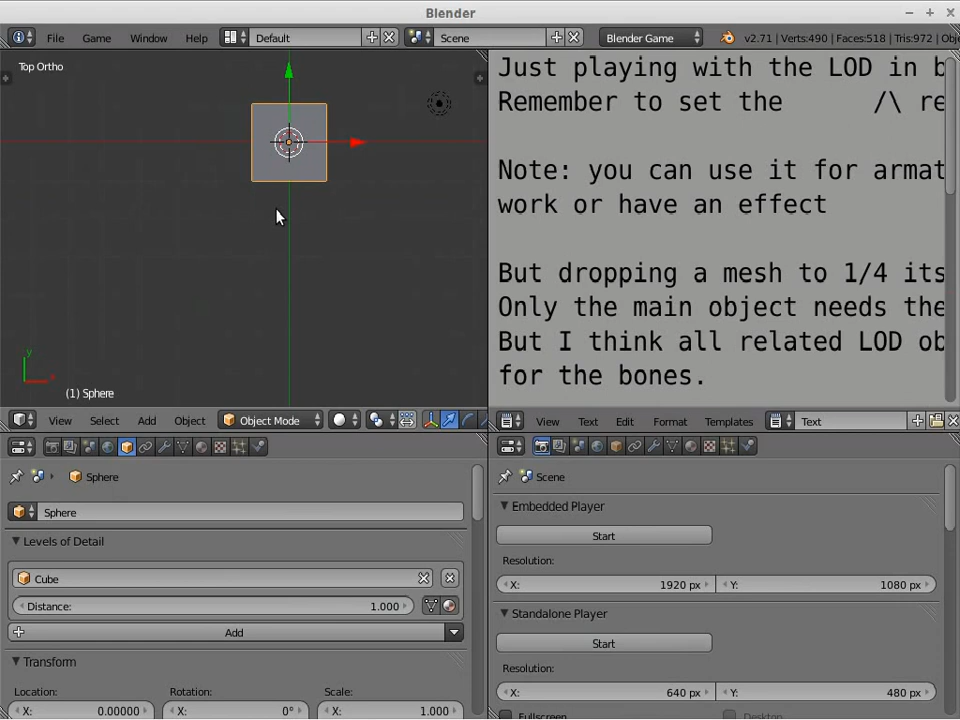 Blender
File Game Window Help Default Scene Blender Game v2.71 | Verts:490 | Faces:518 | Tris:972 | Obj
Top Ortho
y
(1) Sphere
Just playing with the LOD in b
Remember to set the /\ re
Note: you can use it for armat
work or have an effect
But dropping a mesh to 1/4 its
Only the main object needs the
But I think all related LOD ob
for the bones.
View Select Add Object Object Mode
View Text Edit Format Templates Text
Sphere
Sphere
Levels of Detail
Cube
Distance: 1.000
Add
Transform
Location: Rotation: Scale:
X: 0.00000 X: 0° X: 1.000
Scene
Embedded Player
Start
Resolution:
X: 1920 px Y: 1080 px
Standalone Player
Start
Resolution:
X: 640 px Y: 480 px
Fullscreen Desktop